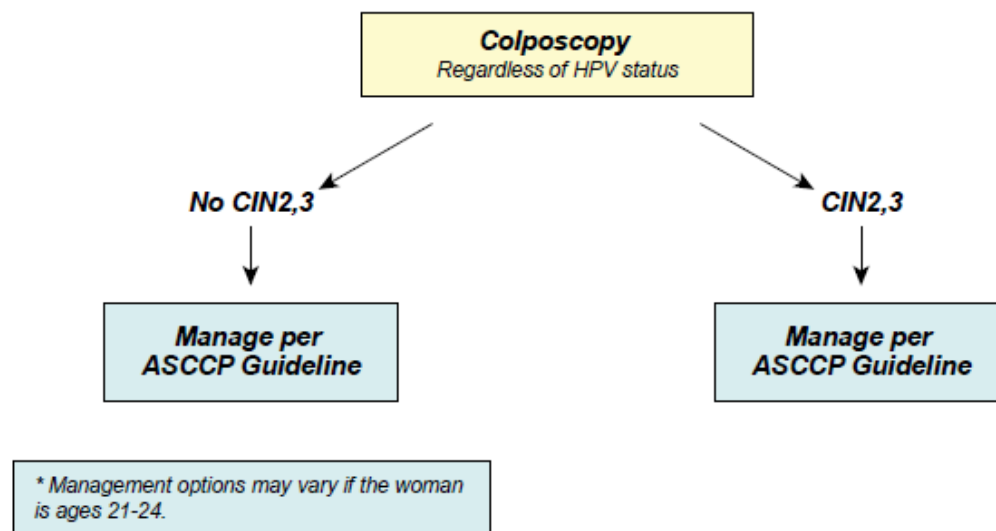 Colposcopy
Regardless of HPV status
No CIN2,3
CIN2,3
Manage per
ASCCP Guideline
Manage per
ASCCP Guideline
* Management options may vary if the woman
is ages 21-24.